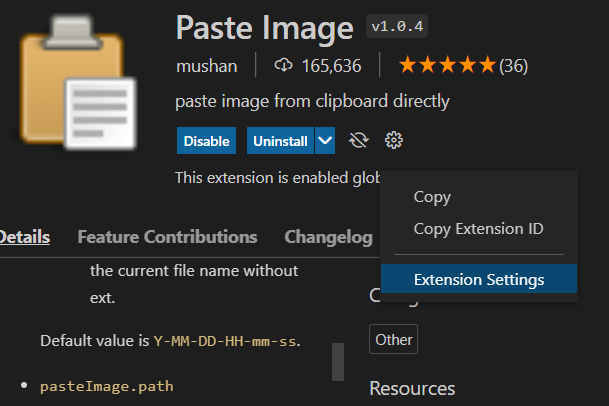 Paste Image v1.0.4
mushan 165,636 (36)
paste image from clipboard directly
Disable Uninstall
This extension is enabled glob
Copy
Copy Extension ID
Extension Settings
Details Feature Contributions Changelog
the current file name without
ext.
Default value is Y-MM-DD-HH-mm-ss.
pasteImage.path
Other
Resources